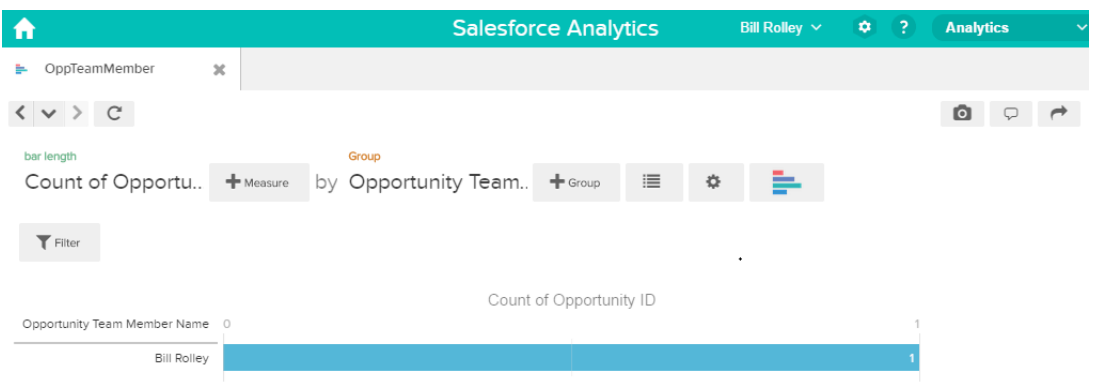 Salesforce Analytics Bill Rolley ? Analytics
OppTeamMember
bar length Group
Count of Opportu.. + Measure by Opportunity Team.. + Group
Filter
Count of Opportunity ID
Opportunity Team Member Name 0 1
Bill Rolley 1